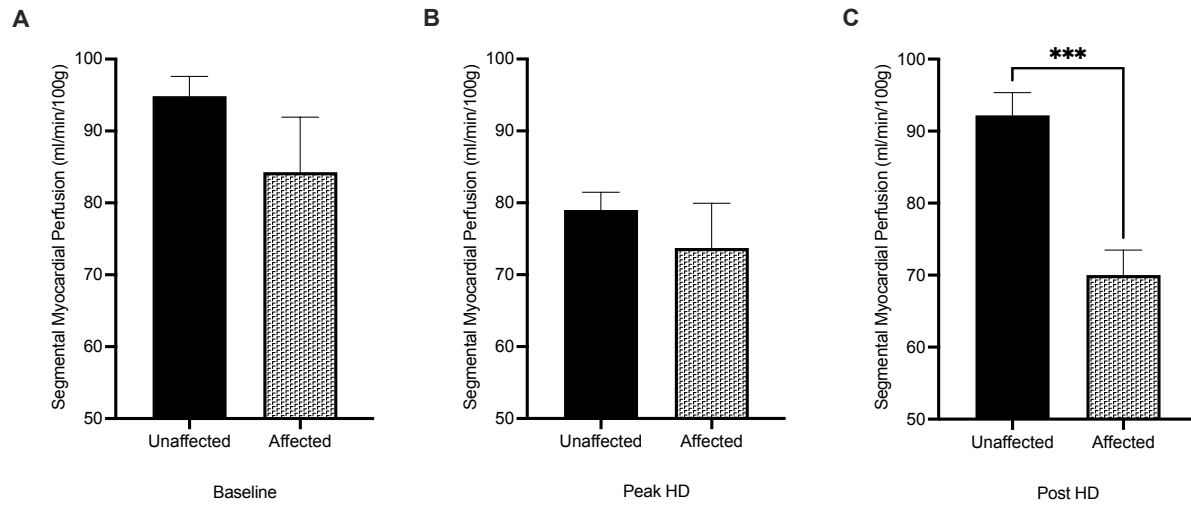 A
Segmental Myocardial Perfusion (ml/min/100g)
100
90
80
70
60
50
Unaffected
Affected
Baseline
B
Segmental Myocardial Perfusion (ml/min/100g)
100
90
80
70
60
50
Unaffected
Affected
Peak HD
C
Segmental Myocardial Perfusion (ml/min/100g)
100
90
80
70
60
50
***
Unaffected
Affected
Post HD